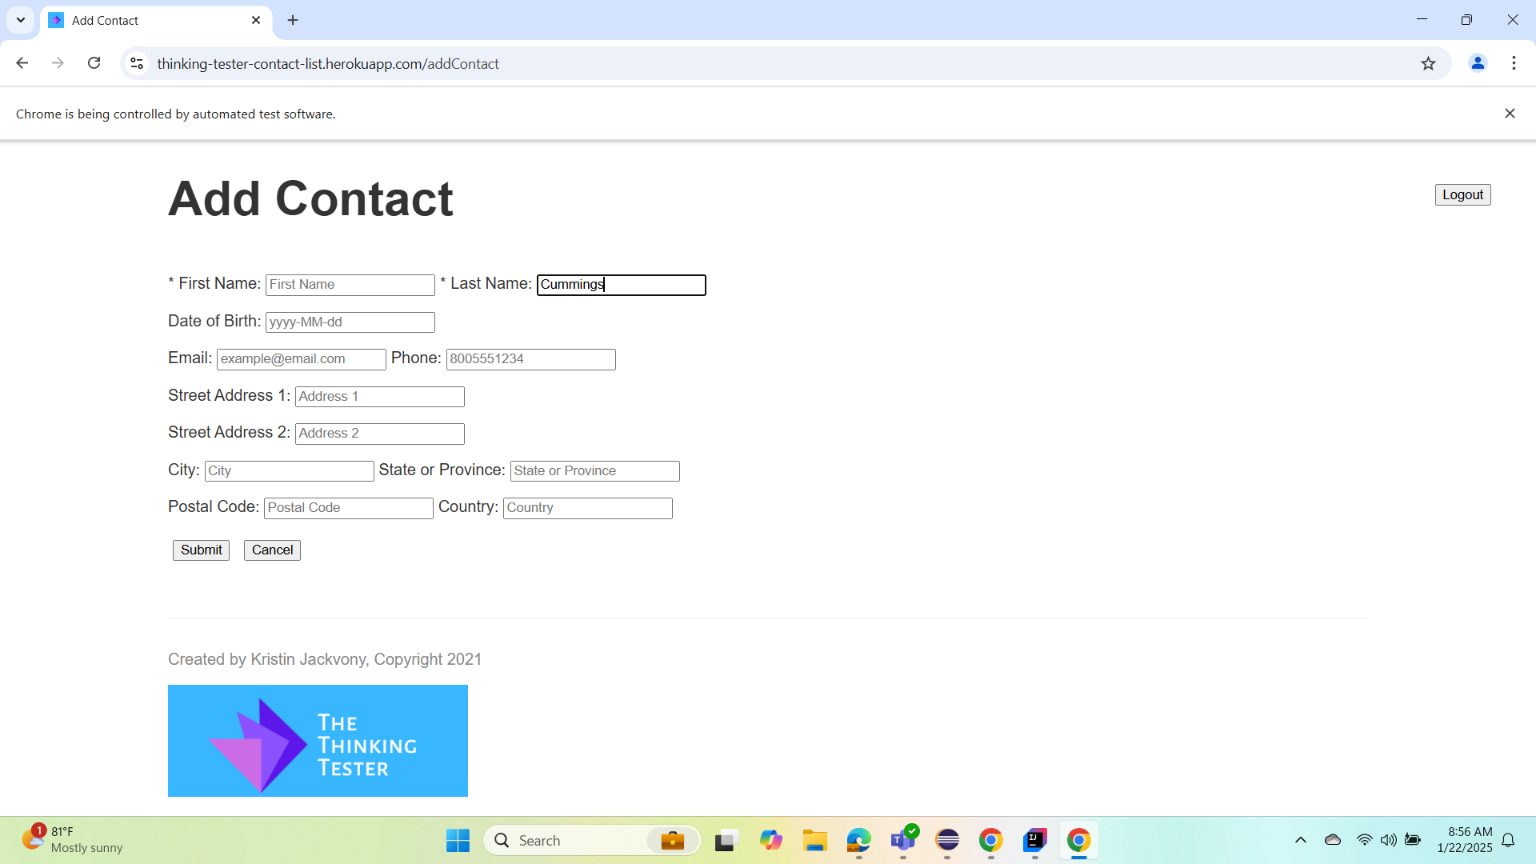 Add Contact
thinking-tester-contact-list.herokuapp.com/addContact
Chrome is being controlled by automated test software.
Add Contact
Logout
* First Name: First Name * Last Name: Cummings
Date of Birth: yyyy-MM-dd
Email: example@email.com Phone: 8005551234
Street Address 1: Address 1
Street Address 2: Address 2
City: City State or Province: State or Province
Postal Code: Postal Code Country: Country
Submit Cancel
Created by Kristin Jackvony, Copyright 2021
THE
THINKING
TESTER
1
81°F
Mostly sunny
Search
8:56 AM
1/22/2025